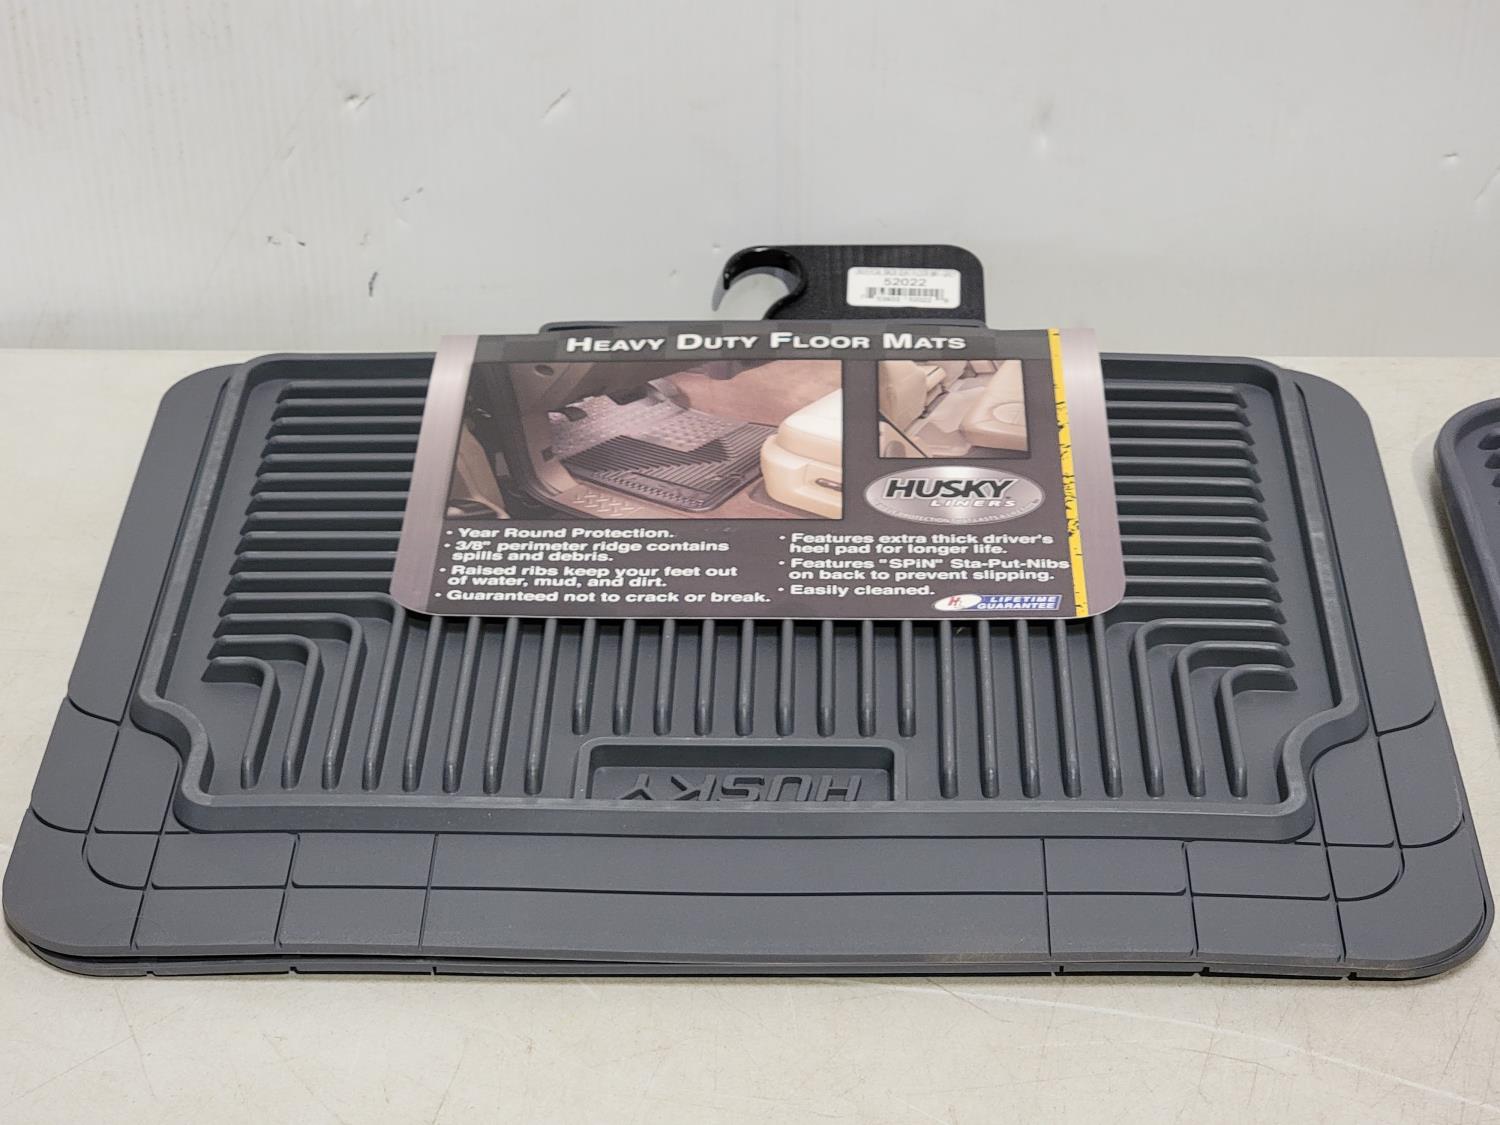 52022
HEAVY DUTY FLOOR MATS
HUSKY
LINERS
• Year Round Protection.
• 3/8" perimeter ridge contains
spills and debris.
• Raised ribs keep your feet out
of water, mud, and dirt.
• Guaranteed not to crack or break.
• Features extra thick driver's
heel pad for longer life.
• Features "SPiN" Sta-Put-Nibs
on back to prevent slipping.
• Easily cleaned.
LIFETIME
GUARANTEE
HUSKY